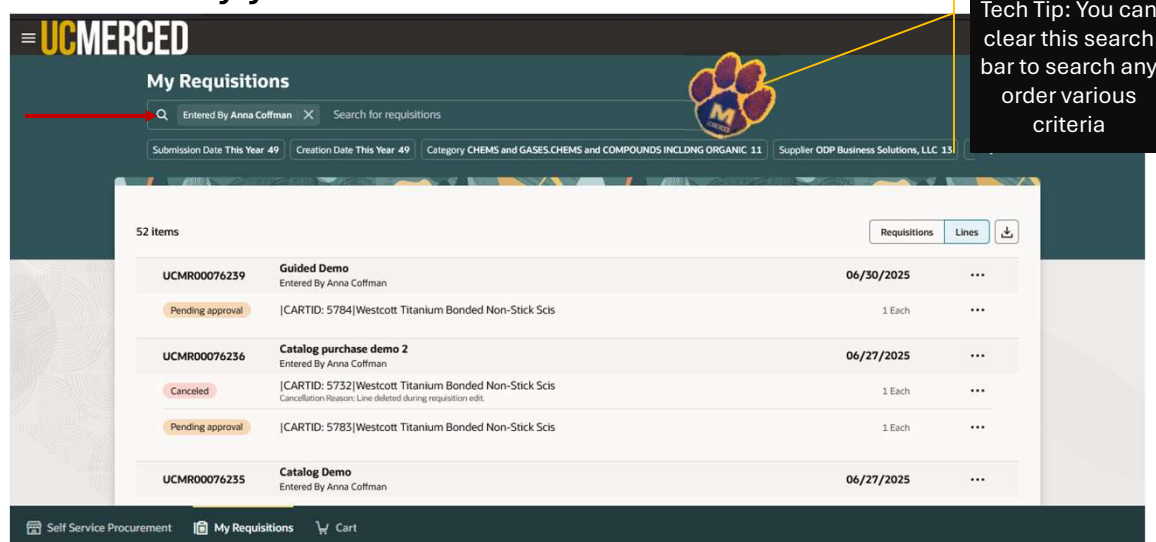 Tech Tip: You can
clear this search
bar to search any
order various
criteria
UCMERCED
My Requisitions
Entered By Anna Coffman Search for requisitions
Submission Date This Year 49 Creation Date This Year 49 Category CHEMS and GASES.CHEMS and COMPOUNDS INCLDNG ORGANIC 11 Supplier ODP Business Solutions, LLC 13
M
52 items Requisitions Lines
UCMR00076239 Guided Demo 06/30/2025 ...
Entered By Anna Coffman
Pending approval |CARTID: 5784|Westcott Titanium Bonded Non-Stick Scis 1 Each ...
UCMR00076236 Catalog purchase demo 2 06/27/2025 ...
Entered By Anna Coffman
Canceled |CARTID: 5732|Westcott Titanium Bonded Non-Stick Scis 1 Each ...
Cancellation Reason: Line deleted during requisition edit.
Pending approval |CARTID: 5783|Westcott Titanium Bonded Non-Stick Scis 1 Each ...
UCMR00076235 Catalog Demo 06/27/2025 ...
Entered By Anna Coffman
Self Service Procurement My Requisitions Cart